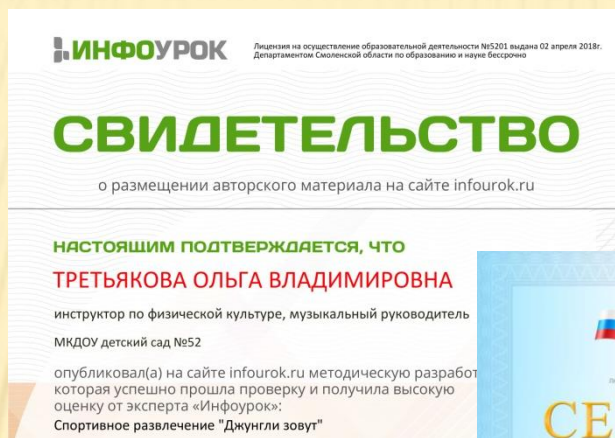 ИНФОУРОК
Лицензия на осуществление образовательной деятельности №5201 выдана 02 апреля 2018г.
Департаментом Смоленской области по образованию и науке бессрочно
СВИДЕТЕЛЬСТВО
о размещении авторского материала на сайте infourok.ru
НАСТОЯЩИМ ПОДТВЕРЖДАЕТСЯ, ЧТО
ТРЕТЬЯКОВА ОЛЬГА ВЛАДИМИРОВНА
инструктор по физической культуре, музыкальный руководитель
МКДОУ детский сад №52
опубликовал(а) на сайте infourok.ru методическую разработ
которая успешно прошла проверку и получила высокую
оценку от эксперта «Инфоурок»:
Спортивное развлечение "Джунгли зовут"
СЕ